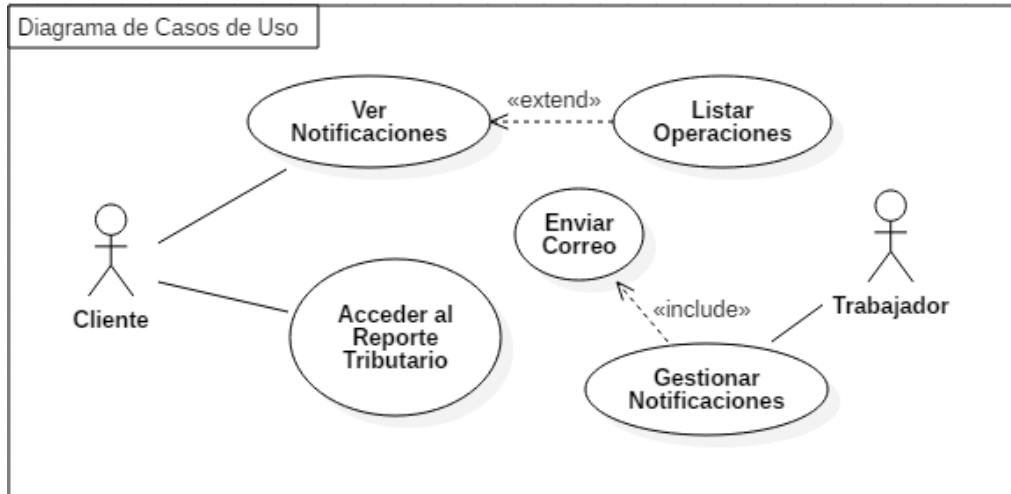 Diagrama de Casos de Uso
Ver
Notificaciones
«extend»
Listar
Operaciones
Enviar
Correo
Cliente
Trabajador
Acceder al
Reporte
Tributario
«include»
Gestionar
Notificaciones